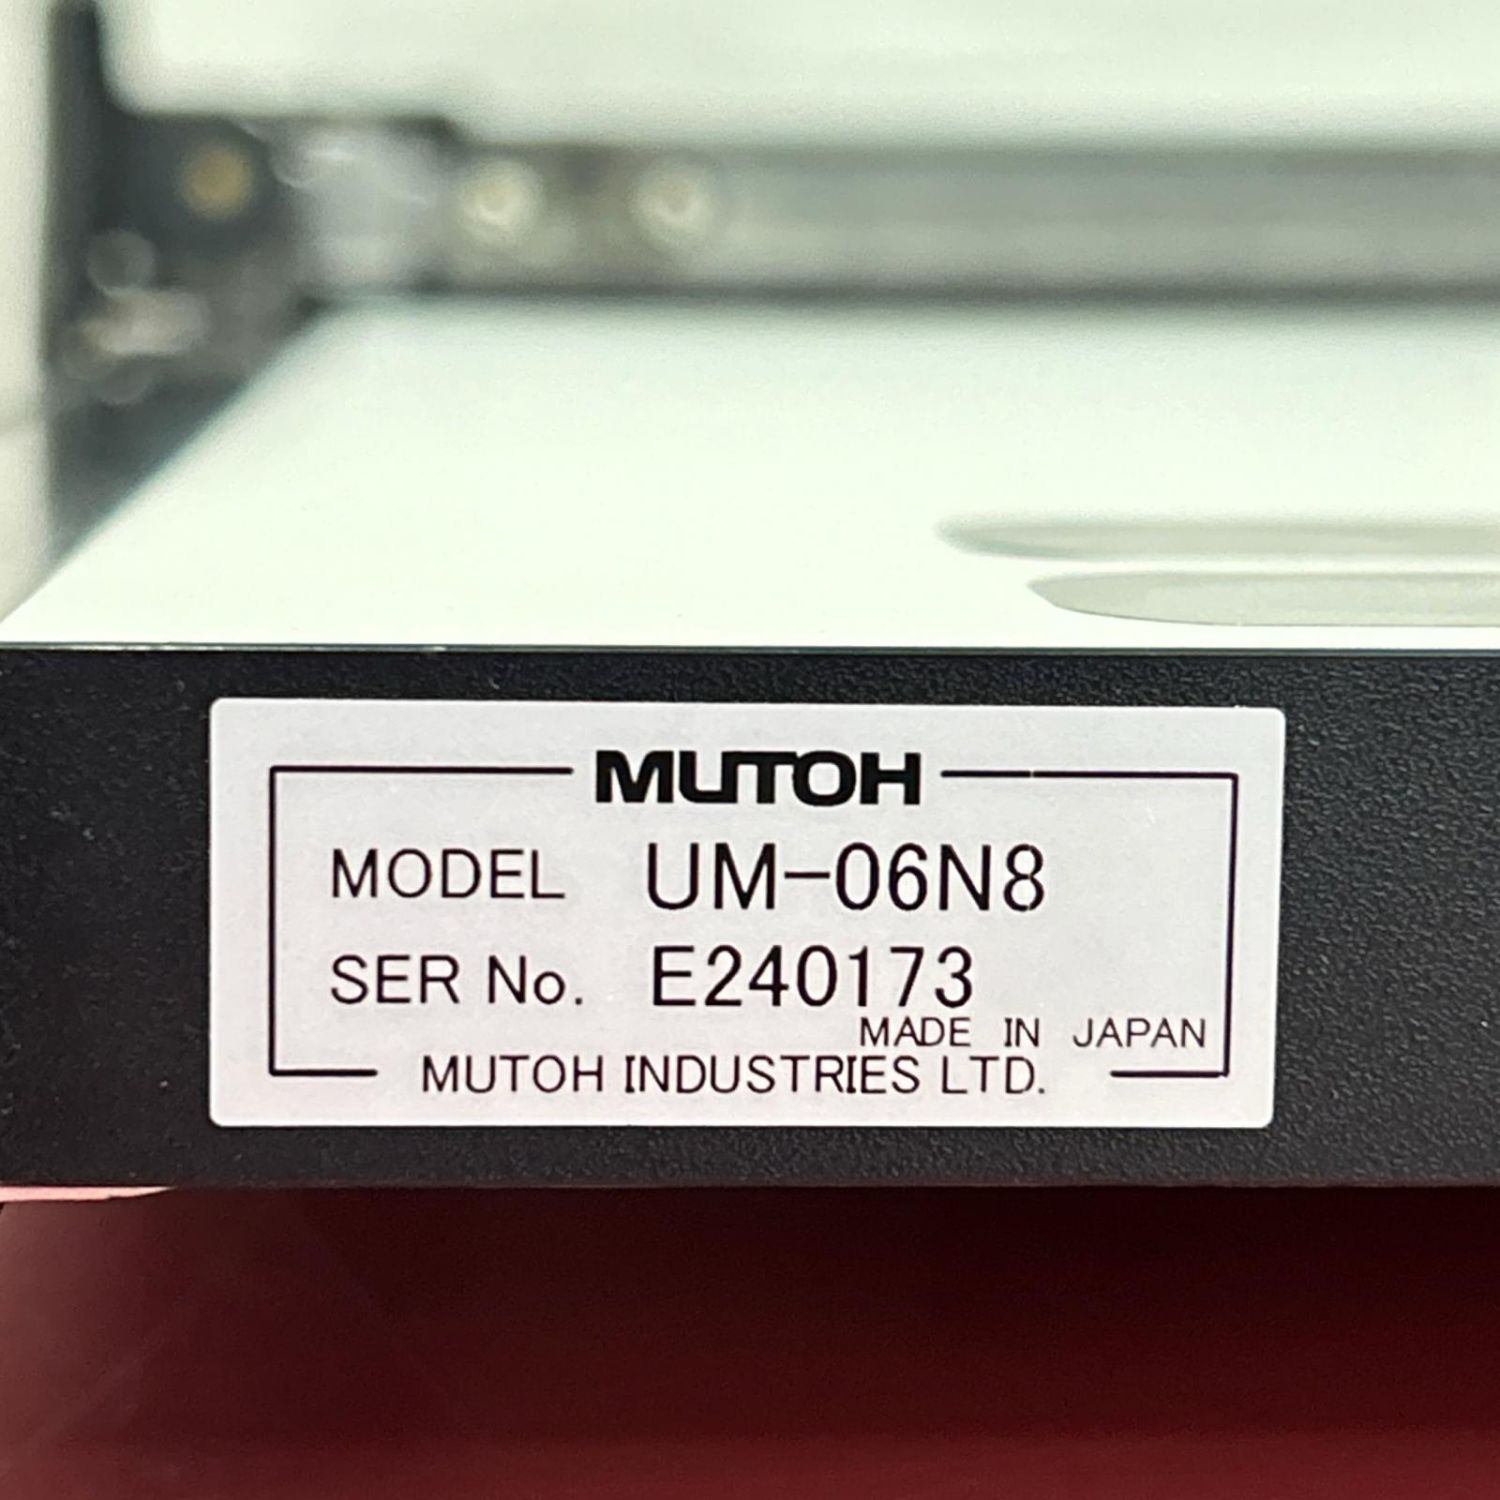 MUTOH
MODEL UM-06N8
SER No. E240173
MADE IN JAPAN
MUTOH INDUSTRIES LTD.